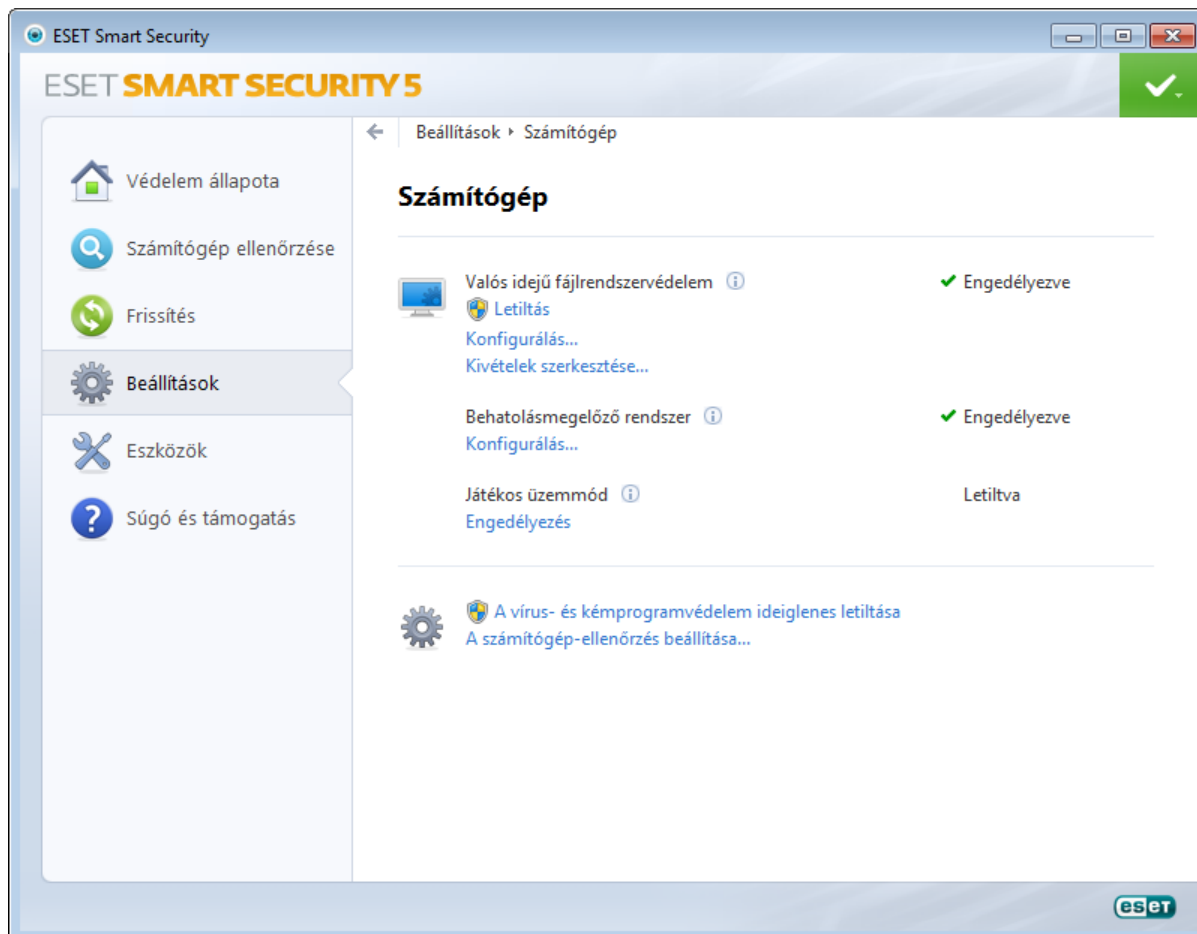 ESET Smart Security
ESET SMART SECURITY 5
Beállítások ‣ Számítógép
Védelem állapota
Számítógép ellenőrzése
Frissítés
Beállítások
Eszközök
Súgó és támogatás
Számítógép
Valós idejű fájlrendszervédelem
Engedélyezve
Letiltás
Konfigurálás...
Kivételek szerkesztése...
Behatolásmegelőző rendszer
Engedélyezve
Konfigurálás...
Játékos üzemmód
Letiltva
Engedélyezés
A vírus- és kémprogramvédelem ideiglenes letiltása
A számítógép-ellenőrzés beállítása...
eseT